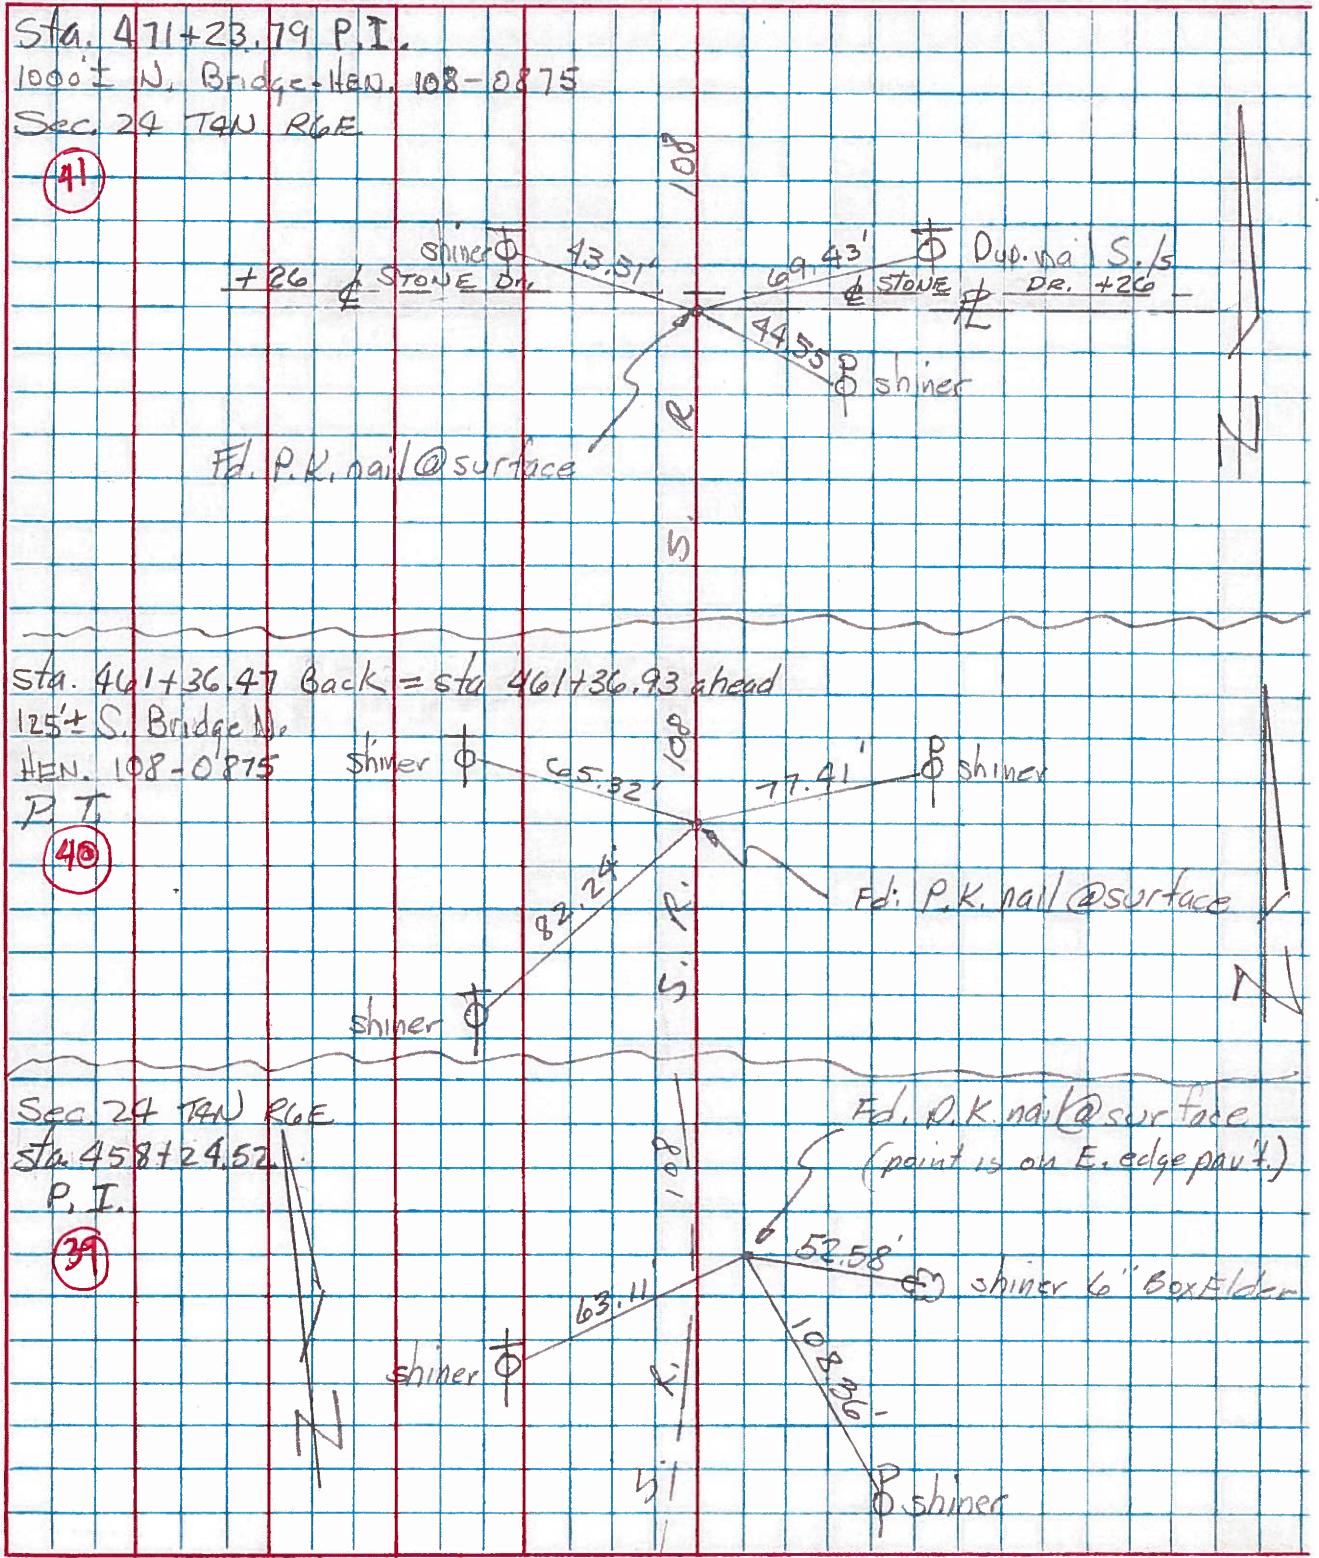 Sta. 471+23.79 P.I.
1000'± N. Bridge-HEN. 108-0875
Sec. 24 T4N R6E
41
108
shiner 43.51' 69.43' Dup. nail S./s
+26 ℄ STONE Dr. ℄ STONE DR. +26
PL
44.55 shiner
R
Fd. P.K. nail @ surface
S.
sta. 461+36.47 Back = sta 461+36.93 ahead
125'± S. Bridge N.
HEN. 108-0875
P.T.
40
108
shiner 65.32' 77.41' shiner
82.24'
Fd. P.K. nail @ surface
S. R.
shiner
N
N
Sec. 24 T4N R6E
sta. 458+24.52
P.I.
39
108
Fd. P.K. nail @ surface
(point is on E. edge pav't.)
52.58' shiner 6" Box Elder
63.11'
shiner
108.36'
R.
S
N
shiner